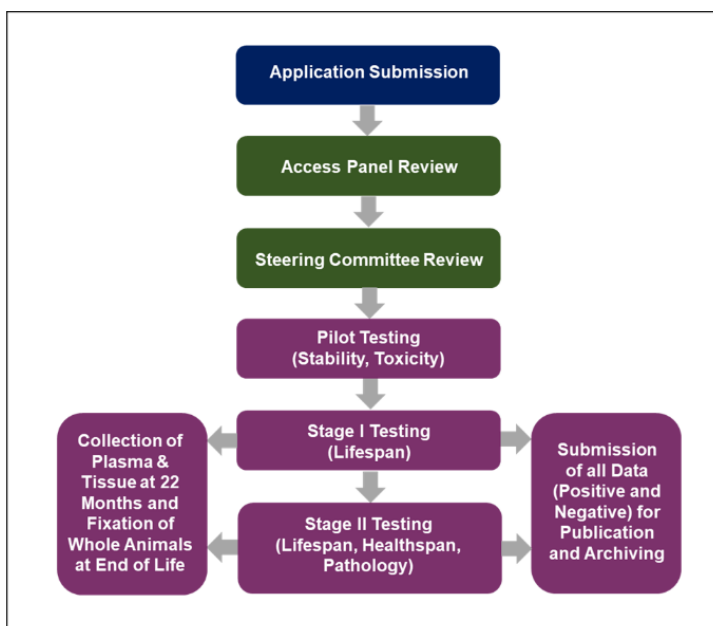 Application Submission
Access Panel Review
Steering Committee Review
Pilot Testing
(Stability, Toxicity)
Collection of
Plasma &
Tissue at 22
Months and
Fixation of
Whole Animals
at End of Life
Stage I Testing
(Lifespan)
Stage II Testing
(Lifespan, Healthspan,
Pathology)
Submission
of all Data
(Positive and
Negative) for
Publication
and Archiving